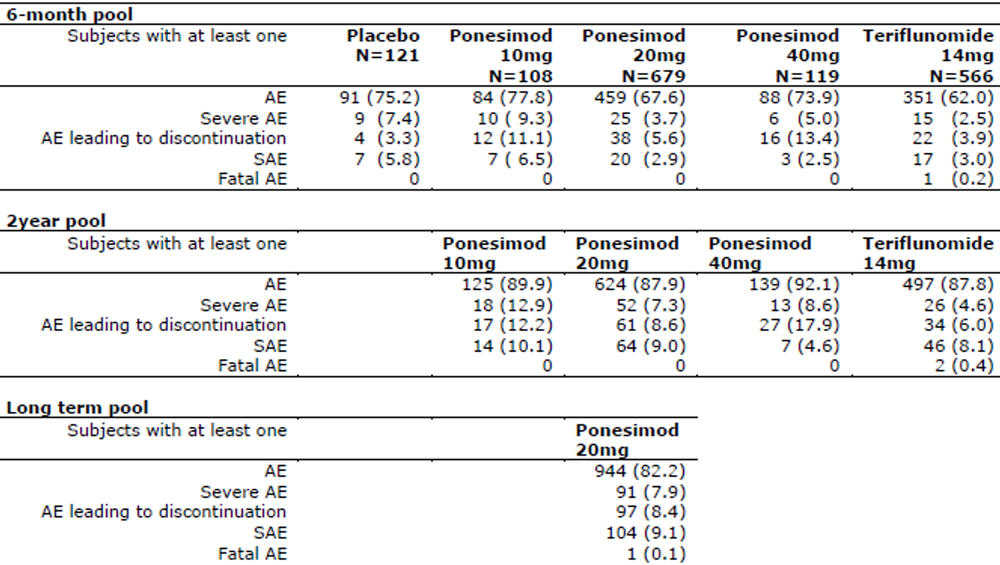 6-month pool
Subjects with at least one Placebo Ponesimod Ponesimod Ponesimod Teriflunomide
N=121 10mg 20mg 40mg 14mg
N=108 N=679 N=119 N=566
AE 91 (75.2) 84 (77.8) 459 (67.6) 88 (73.9) 351 (62.0)
Severe AE 9 (7.4) 10 ( 9.3) 25 (3.7) 6 (5.0) 15 (2.5)
AE leading to discontinuation 4 (3.3) 12 (11.1) 38 (5.6) 16 (13.4) 22 (3.9)
SAE 7 (5.8) 7 ( 6.5) 20 (2.9) 3 (2.5) 17 (3.0)
Fatal AE 0 0 0 0 1 (0.2)
2year pool
Subjects with at least one Ponesimod Ponesimod Ponesimod Teriflunomide
10mg 20mg 40mg 14mg
AE 125 (89.9) 624 (87.9) 139 (92.1) 497 (87.8)
Severe AE 18 (12.9) 52 (7.3) 13 (8.6) 26 (4.6)
AE leading to discontinuation 17 (12.2) 61 (8.6) 27 (17.9) 34 (6.0)
SAE 14 (10.1) 64 (9.0) 7 (4.6) 46 (8.1)
Fatal AE 0 0 0 2 (0.4)
Long term pool
Subjects with at least one Ponesimod
20mg
AE 944 (82.2)
Severe AE 91 (7.9)
AE leading to discontinuation 97 (8.4)
SAE 104 (9.1)
Fatal AE 1 (0.1)